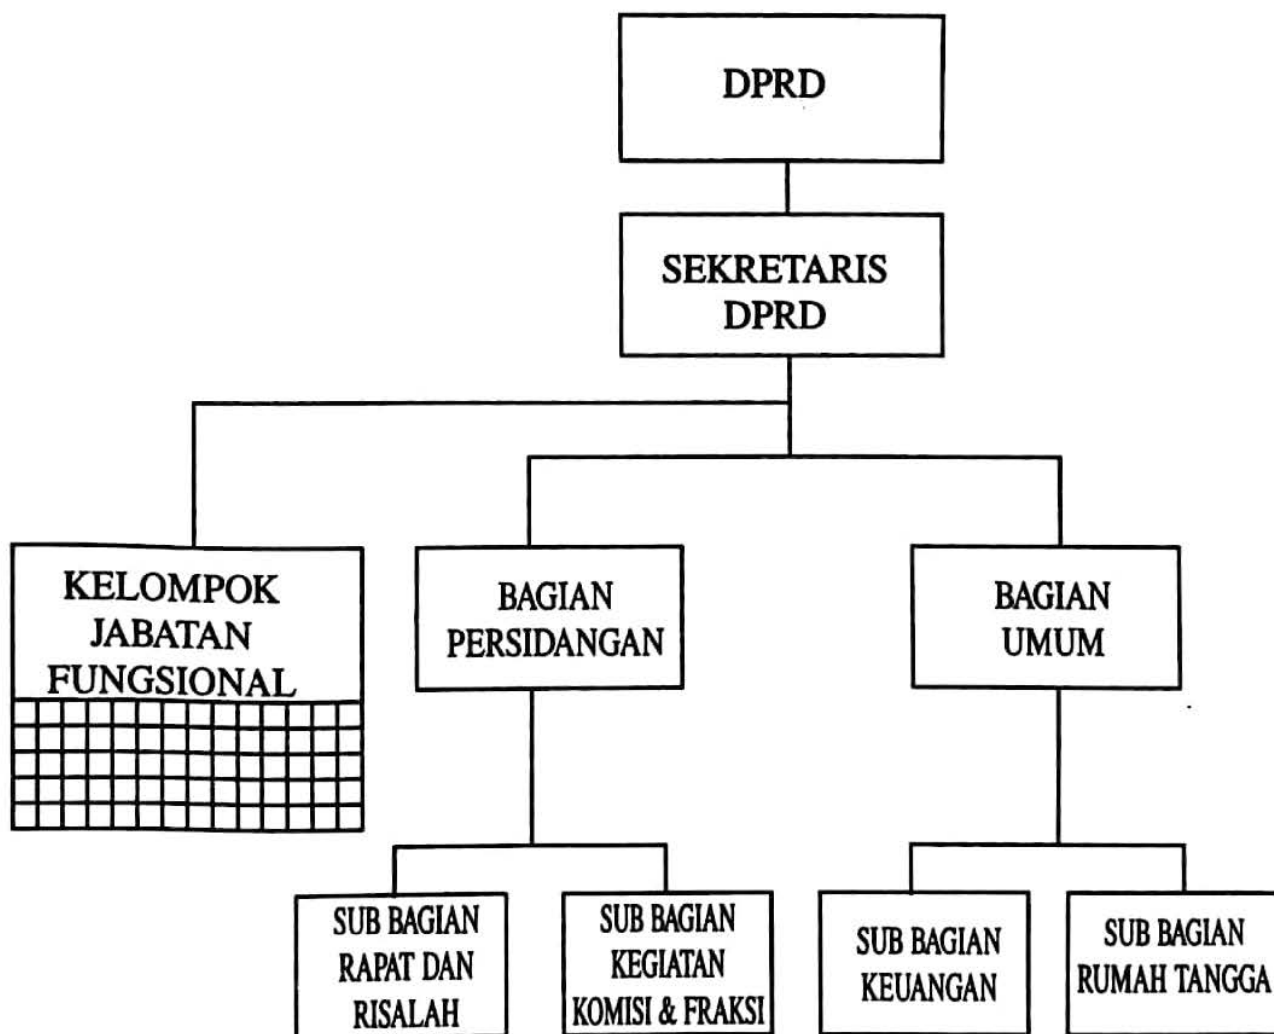 DPRD
SEKRETARIS
DPRD
KELOMPOK
JABATAN
FUNGSIONAL
BAGIAN
PERSIDANGAN
BAGIAN
UMUM
SUB BAGIAN
RAPAT DAN
RISALAH
SUB BAGIAN
KEGIATAN
KOMISI & FRAKSI
SUB BAGIAN
KEUANGAN
SUB BAGIAN
RUMAH TANGGA